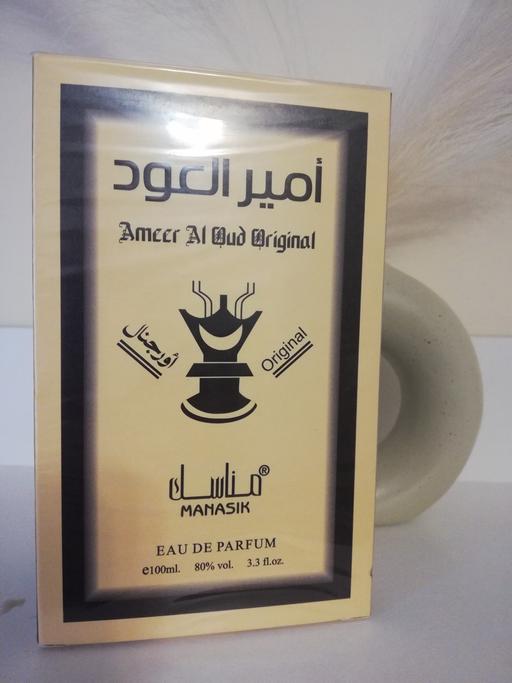 أمير العود
Ameer Al Oud Original
أورجنال
Original
مناسك®
MANASIK
EAU DE PARFUM
e100ml. 80% vol. 3.3 fl.oz.